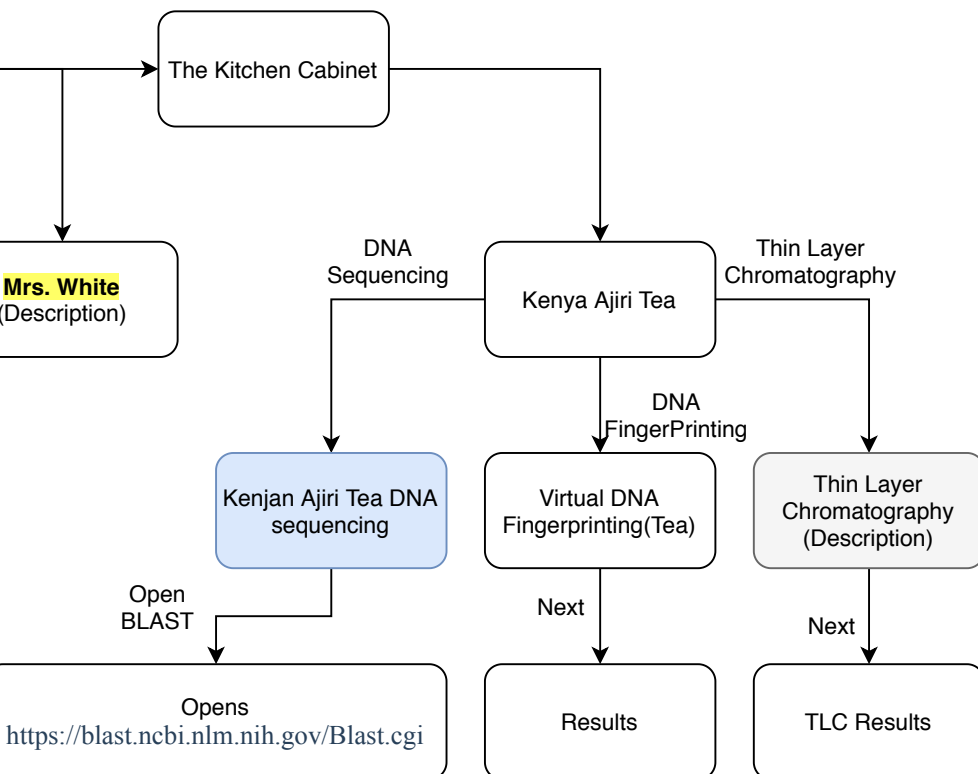 The Kitchen Cabinet
Mrs. White
(Description)
DNA
Sequencing
Kenya Ajiri Tea
Thin Layer
Chromatography
DNA
FingerPrinting
Kenjan Ajiri Tea DNA
sequencing
Virtual DNA
Fingerprinting(Tea)
Thin Layer
Chromatography
(Description)
Open
BLAST
Next
Next
Opens
https://blast.ncbi.nlm.nih.gov/Blast.cgi
Results
TLC Results